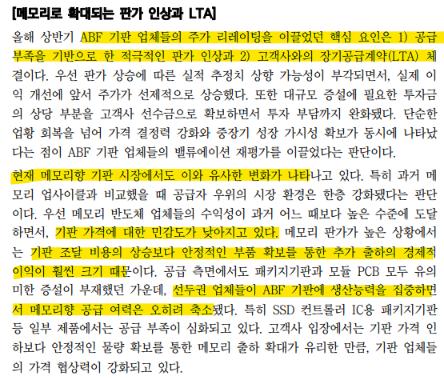 [메모리로 확대되는 판가 인상과 LTA]
올해 상반기 ABF 기판 업체들의 주가 리레이팅을 이끌었던 핵심 요인은 1) 공급
부족을 기반으로 한 적극적인 판가 인상과 2) 고객사와의 장기공급계약(LTA) 체
결이다. 우선 판가 상승에 따른 실적 추정치 상향 가능성이 부각되면서, 실제 이
익 개선에 앞서 주가가 선제적으로 상승했다. 또한 대규모 증설에 필요한 투자금
의 상당 부분을 고객사 선수금으로 확보하면서 투자 부담까지 완화됐다. 단순한
업황 회복을 넘어 가격 결정력 강화와 중장기 성장 가시성 확보가 동시에 나타났
다는 점이 ABF 기판 업체들의 밸류에이션 재평가를 이끌었다는 판단이다.
현재 메모리향 기판 시장에서도 이와 유사한 변화가 나타나고 있다. 특히 과거 메
모리 업사이클과 비교했을 때 공급자 우위의 시장 환경은 한층 강화됐다는 판단
이다. 우선 메모리 반도체 업체들의 수익성이 과거 어느 때보다 높은 수준에 도달
하면서, 기판 가격에 대한 민감도가 낮아지고 있다. 메모리 판가가 높은 상황에서
는 기판 조달 비용의 상승보다 안정적인 부품 확보를 통한 추가 출하의 경제적
이익이 훨씬 크기 때문이다. 공급 측면에서도 패키지기판과 모듈 PCB 모두 유의
미한 증설이 부재했던 가운데, 선두권 업체들이 ABF 기판에 생산능력을 집중하면
서 메모리향 공급 여력은 오히려 축소됐다. 특히 SSD 컨트롤러 IC용 패키지기판
등 일부 제품에서는 공급 부족이 심화되고 있다. 고객사 입장에서는 기판 가격 인
하보다 안정적인 물량 확보를 통한 메모리 출하 확대가 유리한 만큼, 기판 업체들
의 가격 협상력이 강화되고 있다.